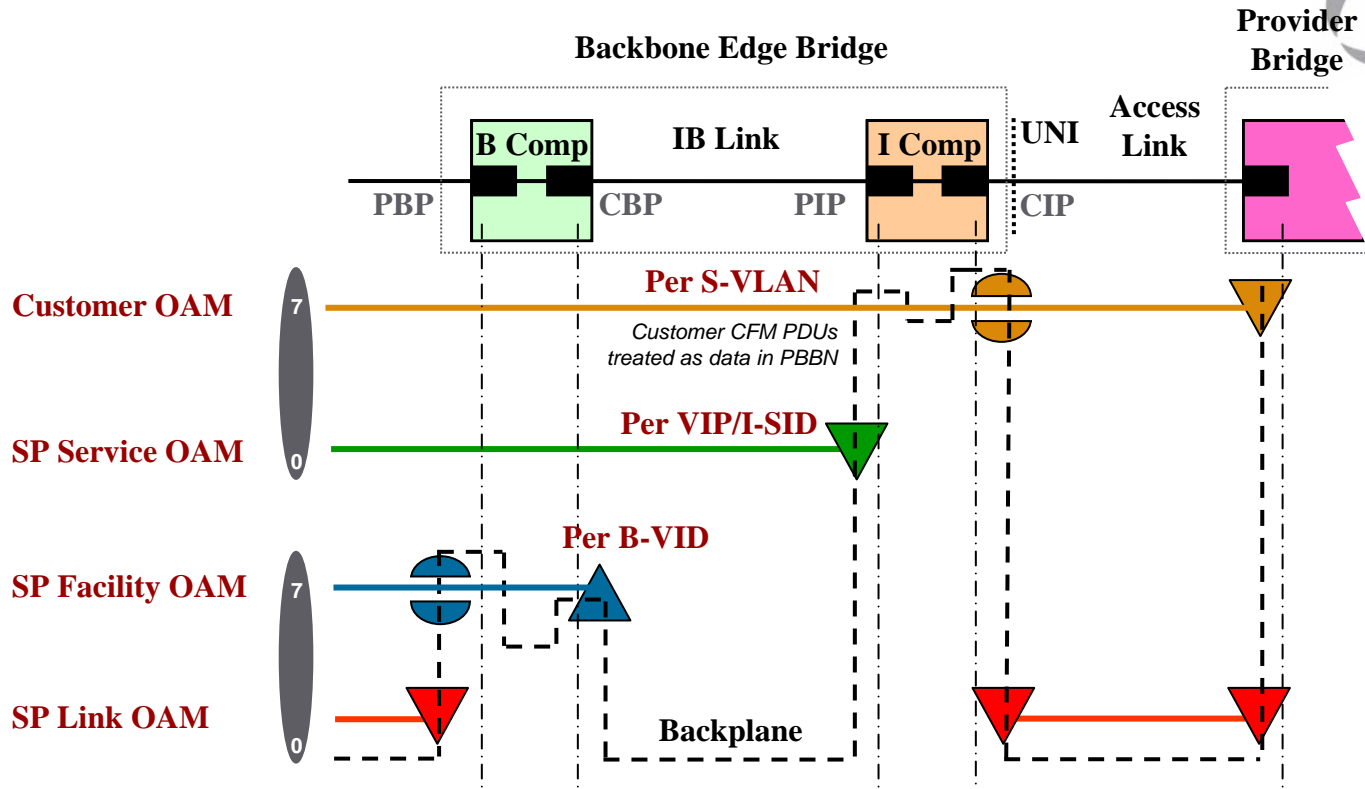 Provider
Bridge
Backbone Edge Bridge
Access
Link
B Comp
IB Link
I Comp
UNI
PBP
CBP
PIP
CIP
Customer OAM
7
Per S-VLAN
Customer CFM PDUs
treated as data in PBBN
SP Service OAM
0
Per VIP/I-SID
Per B-VID
SP Facility OAM
7
SP Link OAM
0
Backplane